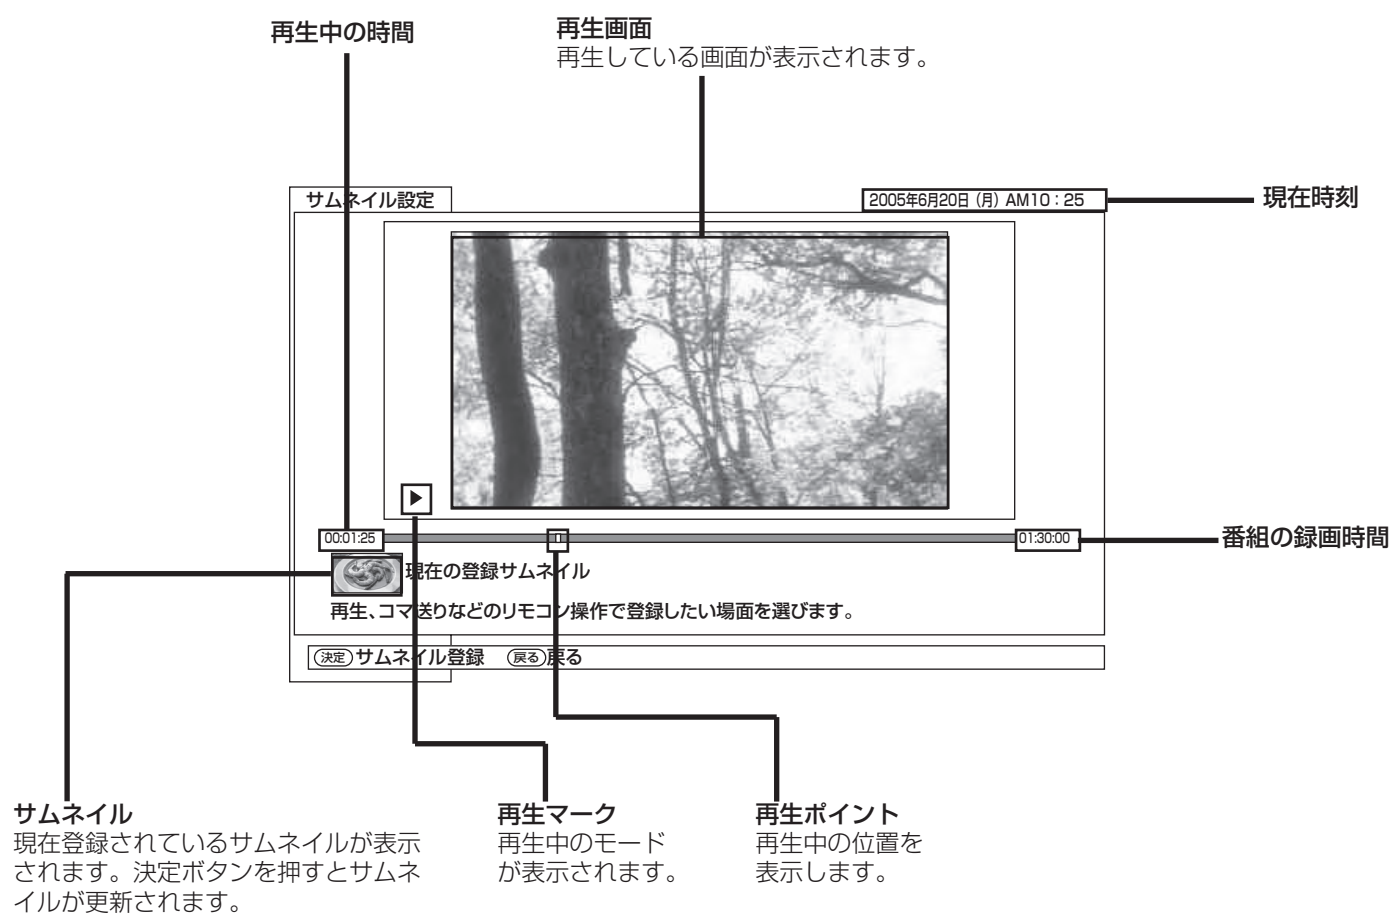 再生中の時間
再生画面
再生している画面が表示されます。
サムネイル設定
2005年6月20日（月）AM10：25
現在時刻
00:01:25
01:30:00
番組の録画時間
現在の登録サムネイル
再生、コマ送りなどのリモコン操作で登録したい場面を選びます。
決定 サムネイル登録 戻る 戻る
サムネイル
現在登録されているサムネイルが表示
されます。決定ボタンを押すとサムネ
イルが更新されます。
再生マーク
再生中のモード
が表示されます。
再生ポイント
再生中の位置を
表示します。